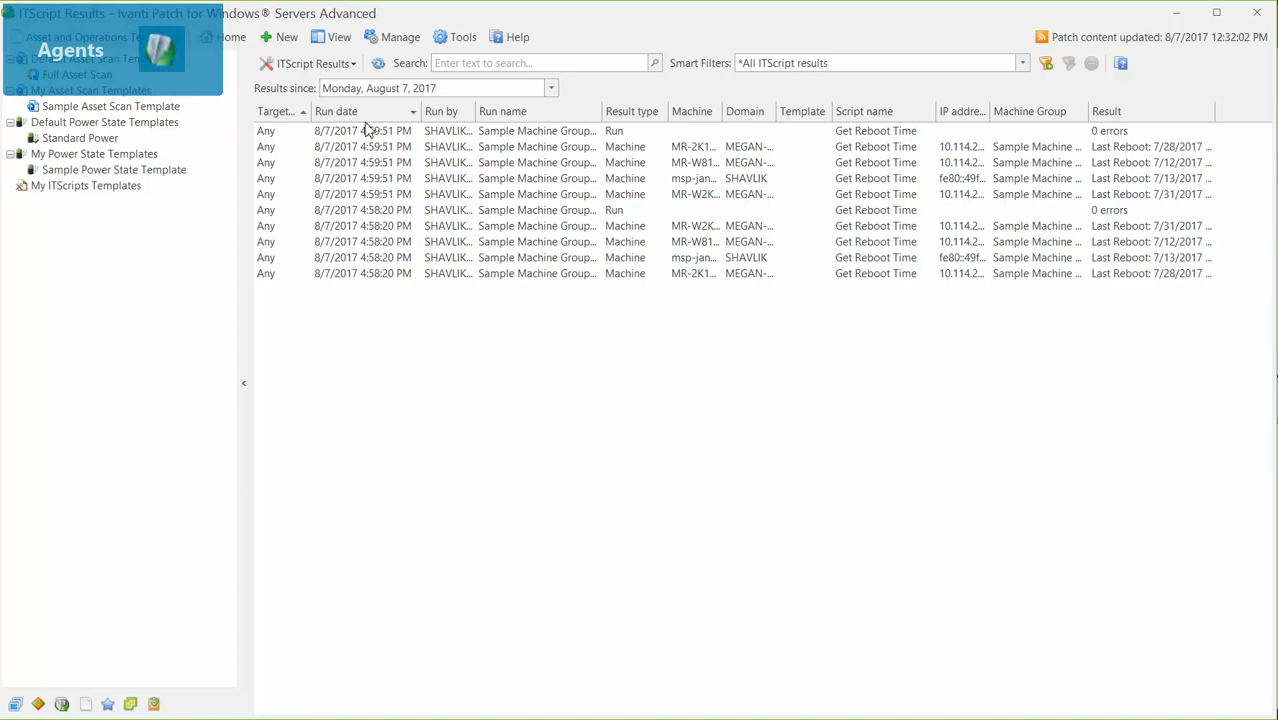 ITScript Results - Ivanti Patch for Windows® Servers Advanced
Agents
Home New View Manage Tools Help
Patch content updated: 8/7/2017 12:32:02 PM
Asset and Operations Te
Default Asset Scan Temp
Full Asset Scan
My Asset Scan Templates
Sample Asset Scan Template
Default Power State Templates
Standard Power
My Power State Templates
Sample Power State Template
My ITScripts Templates
ITScript Results Search: Enter text to search... Smart Filters: *All ITScript results
Results since: Monday, August 7, 2017
Target... Run date Run by Run name Result type Machine Domain Template Script name IP addre... Machine Group Result
Any 8/7/2017 4:59:51 PM SHAVLIK... Sample Machine Group... Run Get Reboot Time 0 errors
Any 8/7/2017 4:59:51 PM SHAVLIK... Sample Machine Group... Machine MR-2K1... MEGAN-... Get Reboot Time 10.114.2... Sample Machine ... Last Reboot: 7/28/2017 ...
Any 8/7/2017 4:59:51 PM SHAVLIK... Sample Machine Group... Machine MR-W81... MEGAN-... Get Reboot Time 10.114.2... Sample Machine ... Last Reboot: 7/12/2017 ...
Any 8/7/2017 4:59:51 PM SHAVLIK... Sample Machine Group... Machine msp-jan... SHAVLIK Get Reboot Time fe80::49f... Sample Machine ... Last Reboot: 7/13/2017 ...
Any 8/7/2017 4:59:51 PM SHAVLIK... Sample Machine Group... Machine MR-W2K... MEGAN-... Get Reboot Time 10.114.2... Sample Machine ... Last Reboot: 7/31/2017 ...
Any 8/7/2017 4:58:20 PM SHAVLIK... Sample Machine Group... Run Get Reboot Time 0 errors
Any 8/7/2017 4:58:20 PM SHAVLIK... Sample Machine Group... Machine MR-W2K... MEGAN-... Get Reboot Time 10.114.2... Sample Machine ... Last Reboot: 7/31/2017 ...
Any 8/7/2017 4:58:20 PM SHAVLIK... Sample Machine Group... Machine MR-W81... MEGAN-... Get Reboot Time 10.114.2... Sample Machine ... Last Reboot: 7/12/2017 ...
Any 8/7/2017 4:58:20 PM SHAVLIK... Sample Machine Group... Machine msp-jan... SHAVLIK Get Reboot Time fe80::49f... Sample Machine ... Last Reboot: 7/13/2017 ...
Any 8/7/2017 4:58:20 PM SHAVLIK... Sample Machine Group... Machine MR-2K1... MEGAN-... Get Reboot Time 10.114.2... Sample Machine ... Last Reboot: 7/28/2017 ...